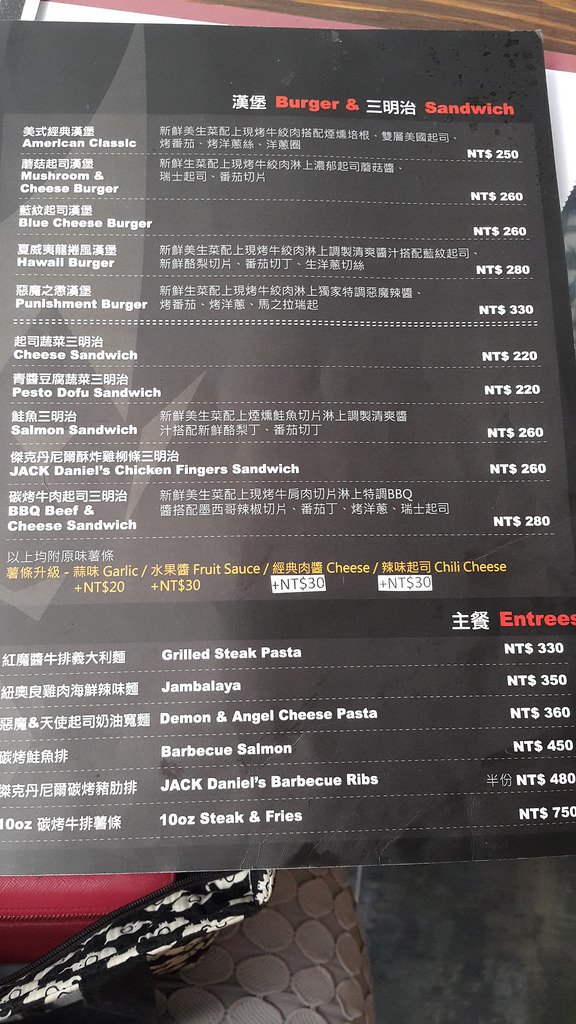 漢堡 Burger & 三明治 Sandwich
美式經典漢堡
American Classic
新鮮美生菜配上現烤牛絞肉搭配煙燻培根、雙層美國起司、
烤番茄、烤洋蔥絲、洋蔥圈
NT$ 250
蘑菇起司漢堡
Mushroom &
Cheese Burger
新鮮美生菜配上現烤牛絞肉淋上濃郁起司蘑菇醬、
瑞士起司、番茄切片
NT$ 260
藍紋起司漢堡
Blue Cheese Burger
NT$ 260
夏威夷龍捲風漢堡
Hawaii Burger
新鮮美生菜配上現烤牛絞肉淋上調製清爽醬汁搭配藍紋起司、
新鮮酪梨切片、番茄切丁、生洋蔥切絲
NT$ 280
惡魔之懲漢堡
Punishment Burger
新鮮美生菜配上現烤牛絞肉淋上獨家特調惡魔辣醬、
烤番茄、烤洋蔥、馬之拉瑞起
NT$ 330
起司蔬菜三明治
Cheese Sandwich
NT$ 220
青醬豆腐蔬菜三明治
Pesto Dofu Sandwich
NT$ 220
鮭魚三明治
Salmon Sandwich
新鮮美生菜配上煙燻鮭魚切片淋上調製清爽醬
汁搭配新鮮酪梨丁、番茄切丁
NT$ 260
傑克丹尼爾酥炸雞柳條三明治
JACK Daniel's Chicken Fingers Sandwich
NT$ 260
碳烤牛肉起司三明治
BBQ Beef &
Cheese Sandwich
新鮮美生菜配上現烤牛肩肉切片淋上特調BBQ
醬搭配墨西哥辣椒切片、番茄丁、烤洋蔥、瑞士起司
NT$ 280
以上均附原味薯條
薯條升級 - 蒜味 Garlic / 水果醬 Fruit Sauce / 經典肉醬 Cheese / 辣味起司 Chili Cheese
+NT$20 +NT$30 +NT$30 +NT$30
主餐 Entrees
紅魔醬牛排義大利麵 Grilled Steak Pasta NT$ 330
紐奧良雞肉海鮮辣味麵 Jambalaya NT$ 350
惡魔&天使起司奶油寬麵 Demon & Angel Cheese Pasta NT$ 360
碳烤鮭魚排 Barbecue Salmon NT$ 450
傑克丹尼爾碳烤豬肋排 JACK Daniel's Barbecue Ribs 半份 NT$ 480
10oz 碳烤牛排薯條 10oz Steak & Fries NT$ 750